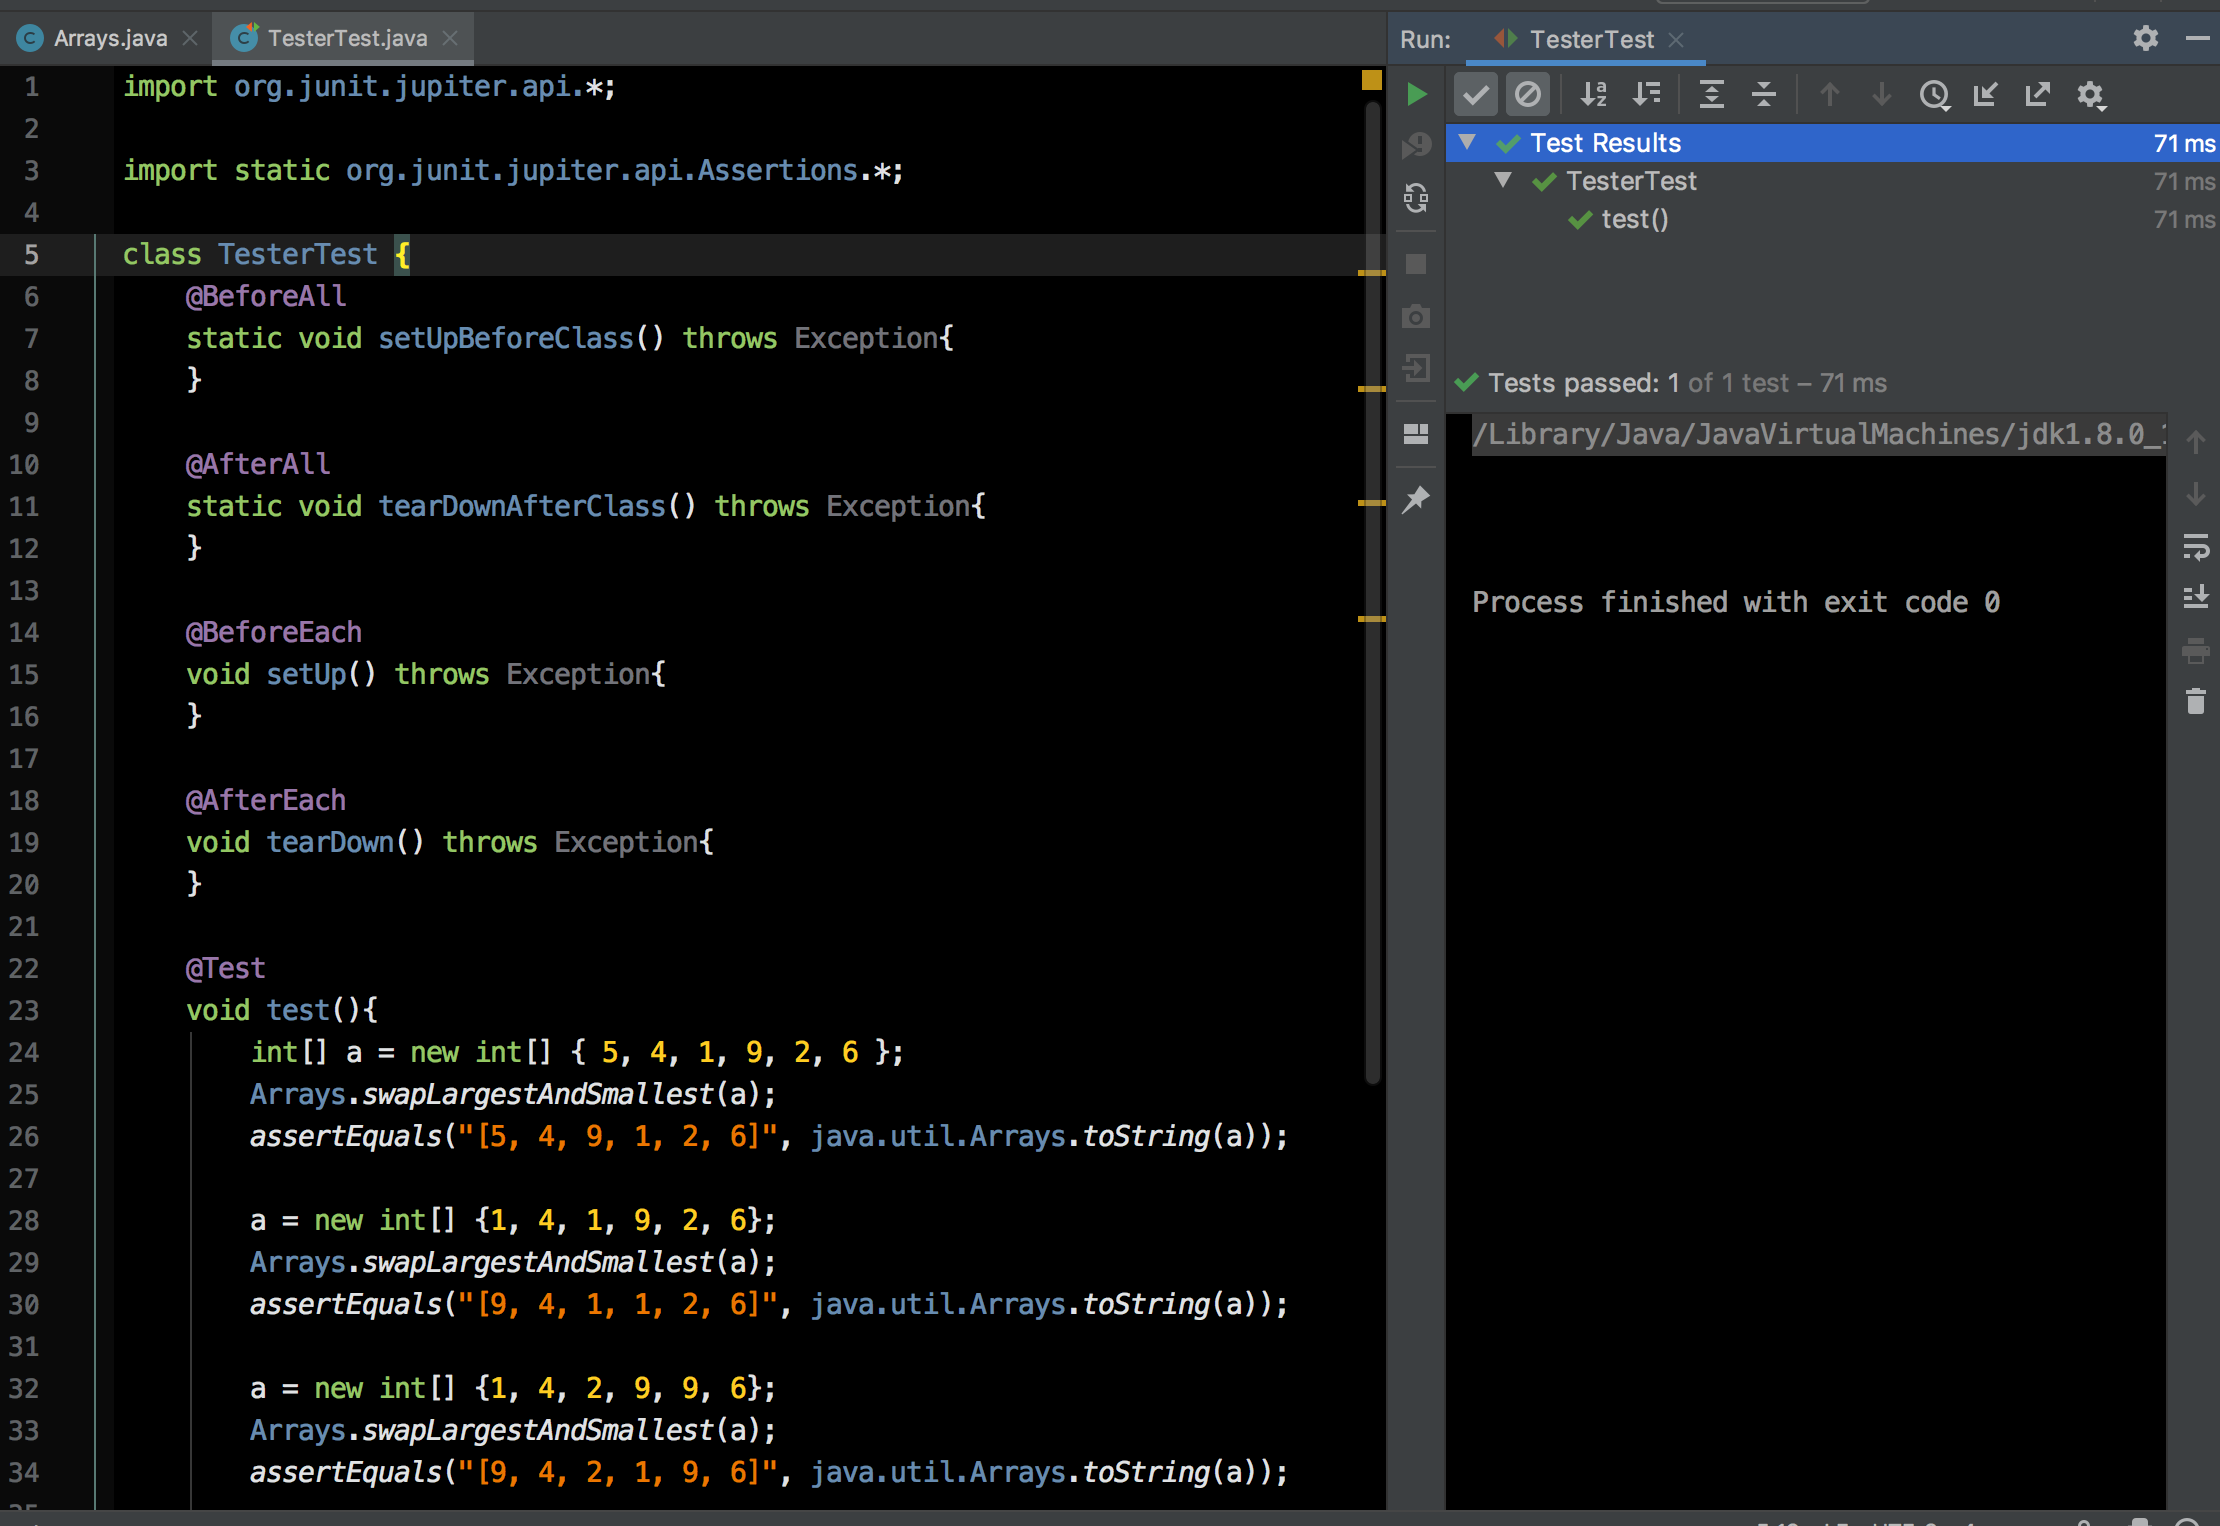 Arrays.java
TesterTest.java
1 import org.junit.jupiter.api.*;
2
3 import static org.junit.jupiter.api.Assertions.*;
4
5 class TesterTest {
6     @BeforeAll
7     static void setUpBeforeClass() throws Exception{
8     }
9
10     @AfterAll
11     static void tearDownAfterClass() throws Exception{
12     }
13
14     @BeforeEach
15     void setUp() throws Exception{
16     }
17
18     @AfterEach
19     void tearDown() throws Exception{
20     }
21
22     @Test
23     void test(){
24         int[] a = new int[] { 5, 4, 1, 9, 2, 6 };
25         Arrays.swapLargestAndSmallest(a);
26         assertEquals("[5, 4, 9, 1, 2, 6]", java.util.Arrays.toString(a));
27
28         a = new int[] {1, 4, 1, 9, 2, 6};
29         Arrays.swapLargestAndSmallest(a);
30         assertEquals("[9, 4, 1, 1, 2, 6]", java.util.Arrays.toString(a));
31
32         a = new int[] {1, 4, 2, 9, 9, 6};
33         Arrays.swapLargestAndSmallest(a);
34         assertEquals("[9, 4, 2, 1, 9, 6]", java.util.Arrays.toString(a));
Run: TesterTest
Test Results 71 ms
TesterTest 71 ms
test() 71 ms
Tests passed: 1 of 1 test – 71 ms
/Library/Java/JavaVirtualMachines/jdk1.8.0_
Process finished with exit code 0